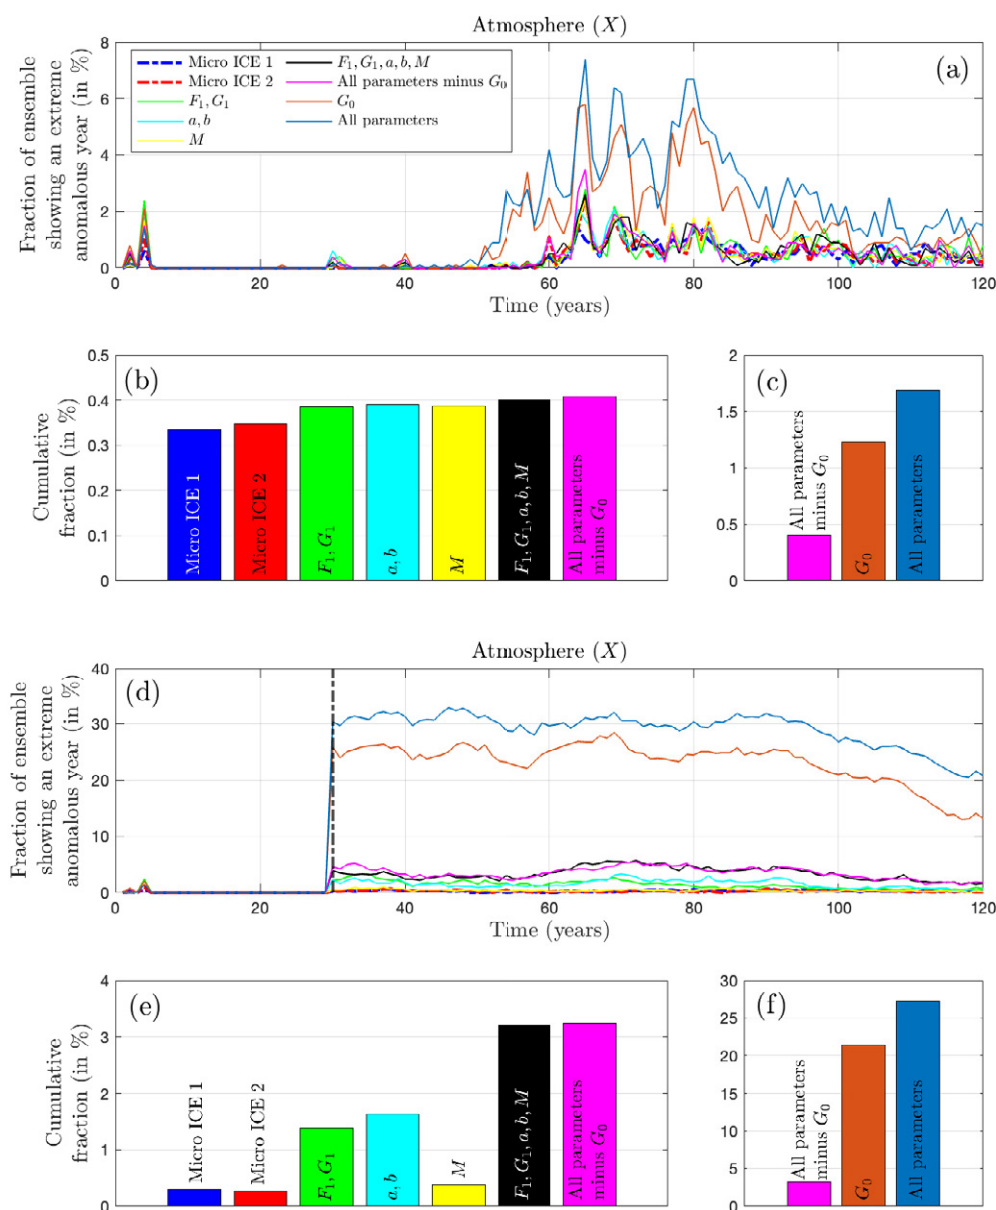 Atmosphere (X)
Fraction of ensemble
showing an extreme
anomalous year (in %)
8
6
4
2
0
Micro ICE 1
Micro ICE 2
F₁, G₁
a, b
M
F₁, G₁, a, b, M
All parameters minus G₀
G₀
All parameters
(a)
0 20 40 60 80 100 120
Time (years)
Cumulative
fraction (in %)
0.5
0.4
0.3
0.2
0.1
0
(b)
Micro ICE 1
Micro ICE 2
F₁, G₁
a, b
M
F₁, G₁, a, b, M
All parameters
minus G₀
2
1.5
1
0.5
0
(c)
All parameters
minus G₀
G₀
All parameters
Atmosphere (X)
Fraction of ensemble
showing an extreme
anomalous year (in %)
40
30
20
10
0
(d)
0 20 40 60 80 100 120
Time (years)
Cumulative
fraction (in %)
4
3
2
1
0
(e)
Micro ICE 1
Micro ICE 2
F₁, G₁
a, b
M
F₁, G₁, a, b, M
All parameters
minus G₀
30
25
20
15
10
5
0
(f)
All parameters
minus G₀
G₀
All parameters